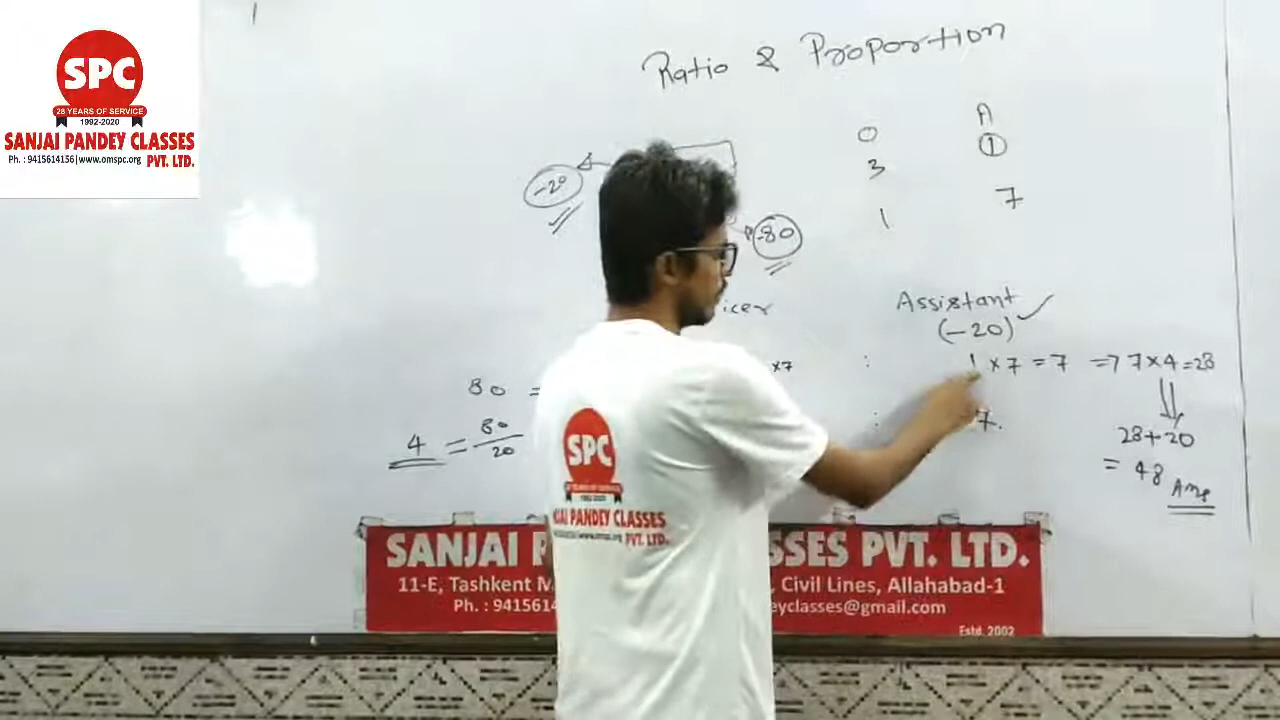 SPC
28 YEARS OF SERVICE
1992-2020
SANJAI PANDEY CLASSES
Ph. : 9415614156 | www.omspc.org PVT. LTD.
Ratio & Proportion
O A
3 1
1 7
-20
-80
icer
Assistant
(-20)
×7 : 1 × 7 = 7 => 7×4=28
80 =
: 7.
4 = 80/20
28+20
= 48 Ans
SPC
PANDEY CLASSES
PVT. LTD.
SANJAI P SSES PVT. LTD.
11-E, Tashkent M , Civil Lines, Allahabad-1
Ph. : 941561 eyclasses@gmail.com
Estd. 2002